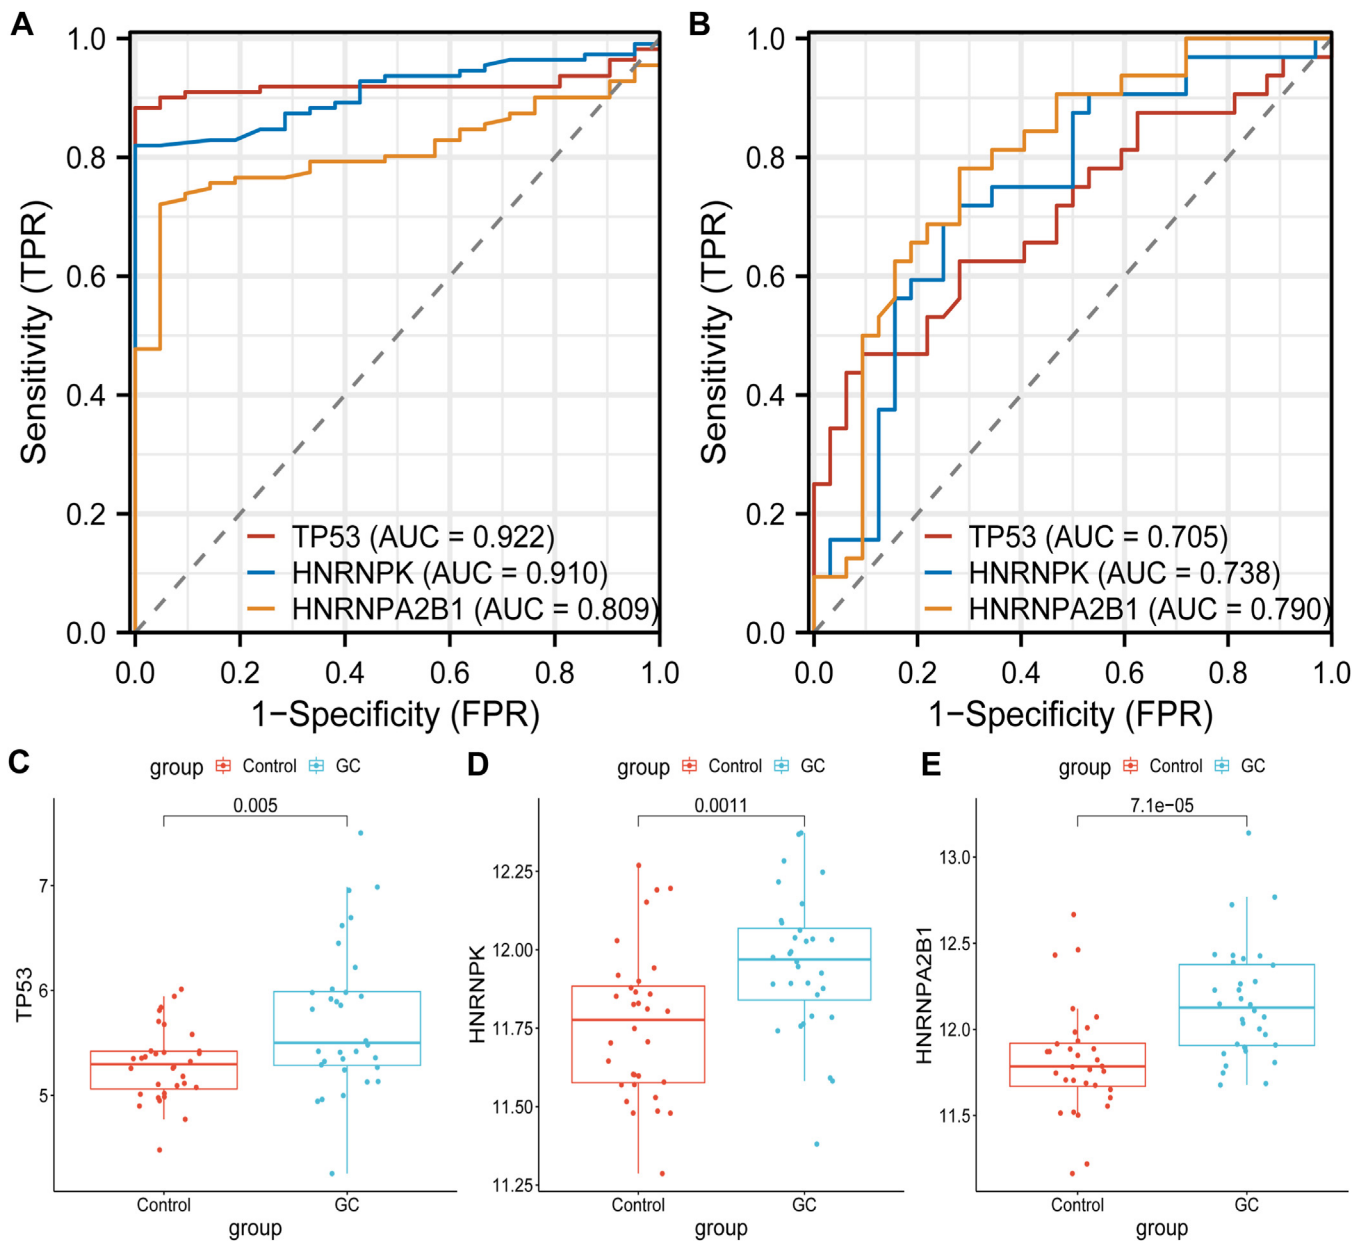 A
B
1.0
0.8
0.6
0.4
0.2
0.0
Sensitivity (TPR)
TP53 (AUC = 0.922)
HNRNPK (AUC = 0.910)
HNRNPA2B1 (AUC = 0.809)
0.0 0.2 0.4 0.6 0.8 1.0
1−Specificity (FPR)
1.0
0.8
0.6
0.4
0.2
0.0
Sensitivity (TPR)
TP53 (AUC = 0.705)
HNRNPK (AUC = 0.738)
HNRNPA2B1 (AUC = 0.790)
0.0 0.2 0.4 0.6 0.8 1.0
1−Specificity (FPR)
C
group Control GC
0.005
7
6
5
TP53
Control GC
group
D
group Control GC
0.0011
12.25
12.00
11.75
11.50
11.25
HNRNPK
Control GC
group
E
group Control GC
7.1e−05
13.0
12.5
12.0
11.5
HNRNPA2B1
Control GC
group